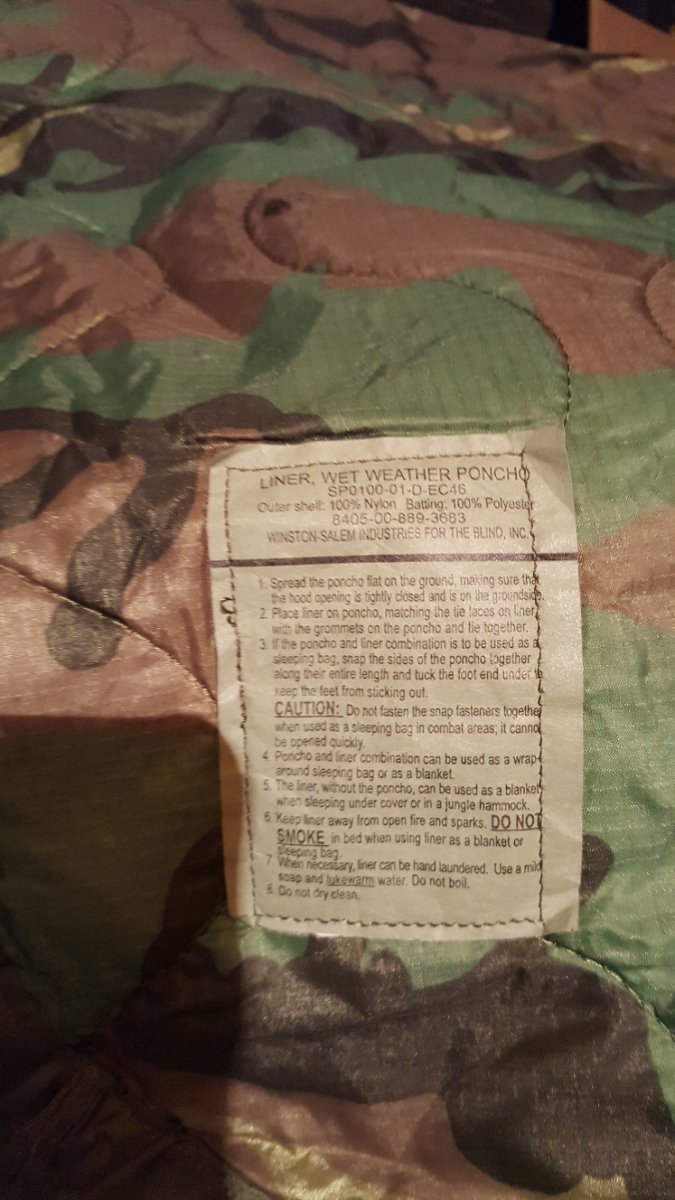 LINER, WET WEATHER PONCHO
SP0100-01-D-EC46
Outer shell: 100% Nylon Batting: 100% Polyester
8405-00-889-3683
WINSTON-SALEM INDUSTRIES FOR THE BLIND, INC.
1. Spread the poncho flat on the ground, making sure that
the hood opening is tightly closed and is on the groundside.
2. Place liner on poncho, matching the tie laces on liner
with the grommets on the poncho and tie together.
3. If the poncho and liner combination is to be used as a
sleeping bag, snap the sides of the poncho together
along their entire length and tuck the foot end under to
keep the feet from sticking out.
CAUTION: Do not fasten the snap fasteners together
when used as a sleeping bag in combat areas; it cannot
be opened quickly.
4. Poncho and liner combination can be used as a wrap-
around sleeping bag or as a blanket.
5. The liner, without the poncho, can be used as a blanket
when sleeping under cover or in a jungle hammock.
6. Keep liner away from open fire and sparks. DO NOT
SMOKE in bed when using liner as a blanket or
sleeping bag.
7. When necessary, liner can be hand laundered. Use a mild
soap and lukewarm water. Do not boil.
8. Do not dry clean.